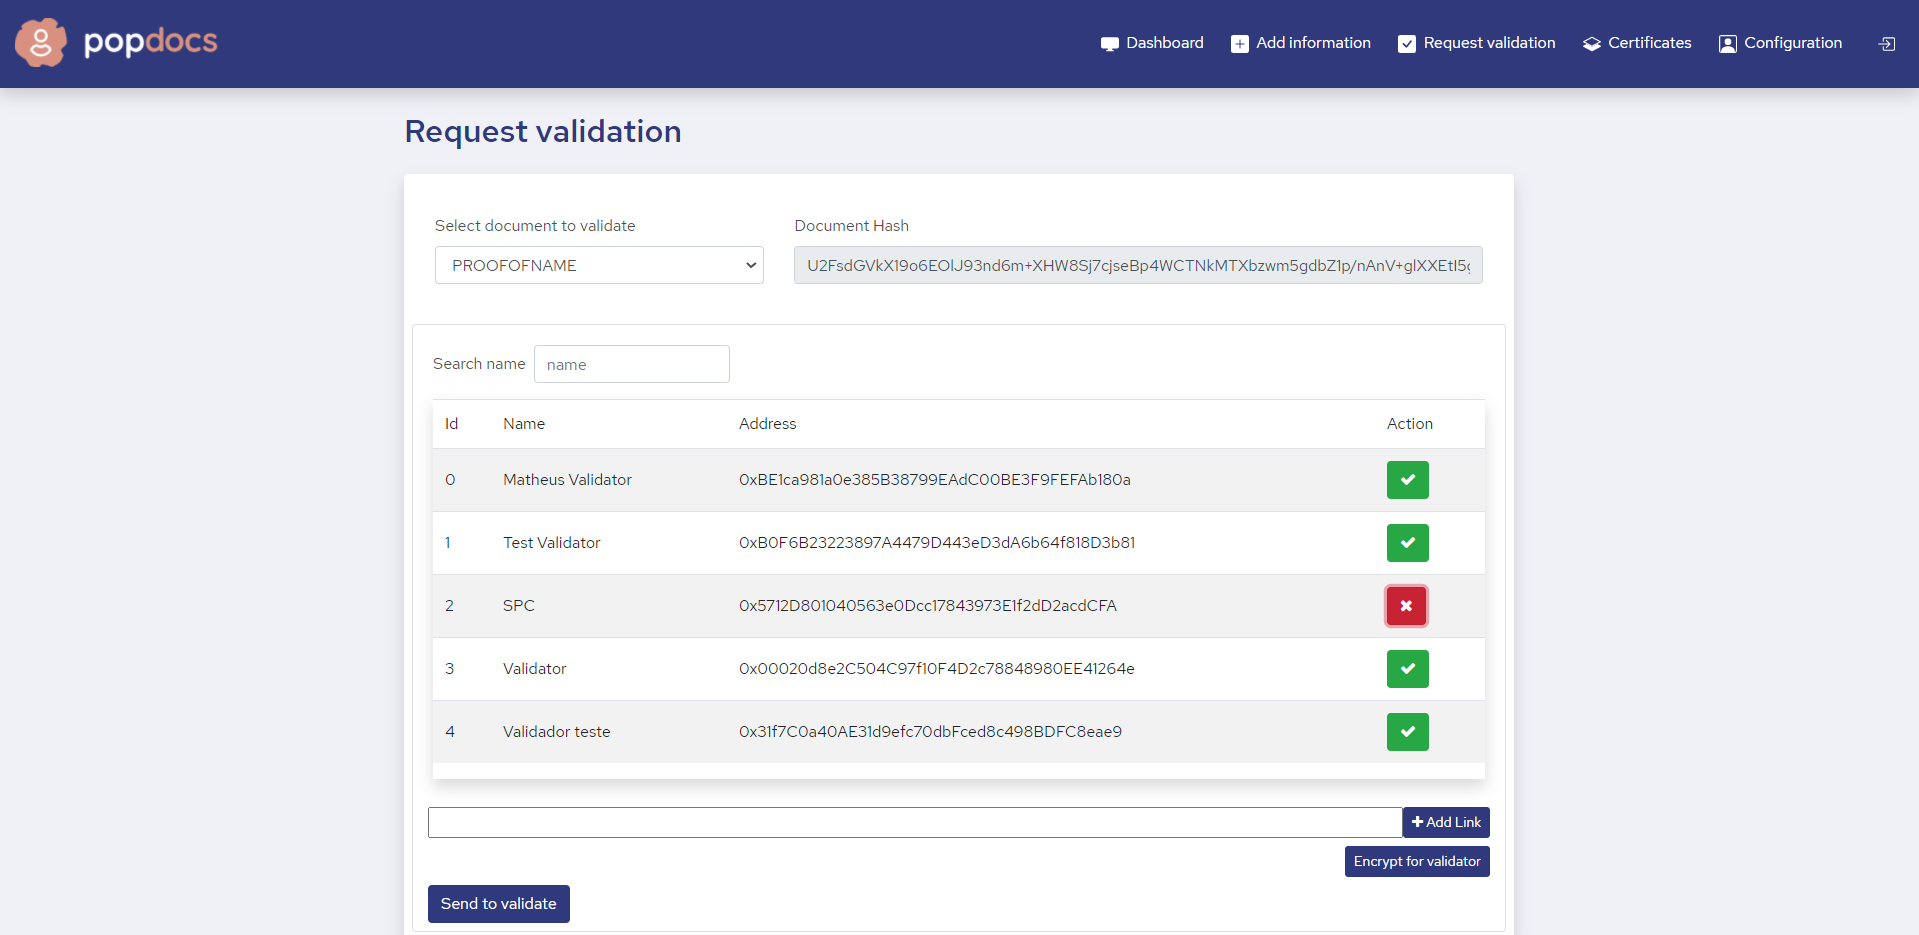 popdocs
Dashboard Add information Request validation Certificates Configuration
Request validation
Select document to validate Document Hash
PROOFOFNAME U2FsdGVkX19o6EOlJ93nd6m+XHW8Sj7cjseBp4WCTNkMTXbzwm5gdbZ1p/nAnV+glXXEtI5g
Search name name
Id Name Address Action
0 Matheus Validator 0xBE1ca981a0e385B38799EAdC00BE3F9FEFAb180a
1 Test Validator 0xB0F6B23223897A4479D443eD3dA6b64f818D3b81
2 SPC 0x5712D801040563e0Dcc17843973E1f2dD2acdCFA
3 Validator 0x00020d8e2C504C97f10F4D2c78848980EE41264e
4 Validador teste 0x31f7C0a40AE31d9efc70dbFced8c498BDFC8eae9
Add Link
Encrypt for validator
Send to validate